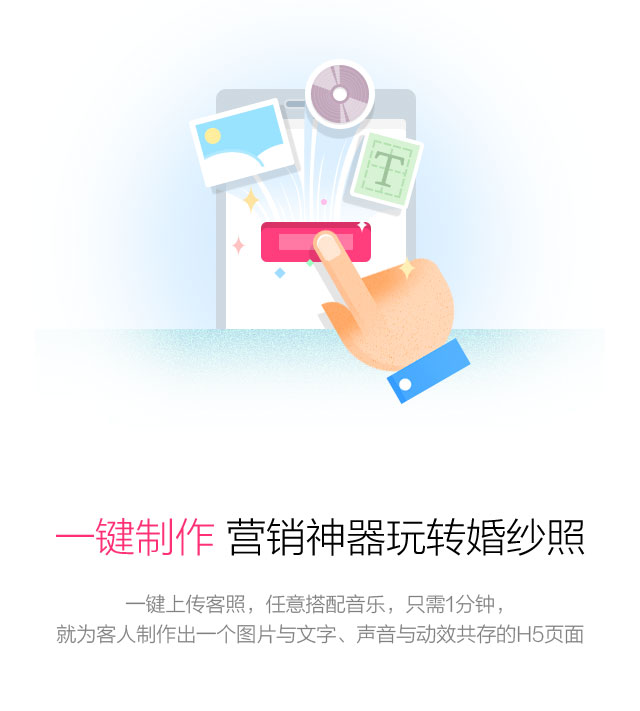 T
一键制作 营销神器玩转婚纱照
一键上传客照，任意搭配音乐，只需1分钟，
就为客人制作出一个图片与文字、声音与动效共存的H5页面